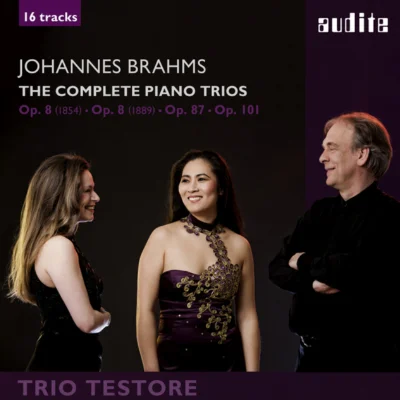 16 tracks
audite
JOHANNES BRAHMS
THE COMPLETE PIANO TRIOS
Op. 8 (1854) • Op. 8 (1889) • Op. 87 • Op. 101
TRIO TESTORE